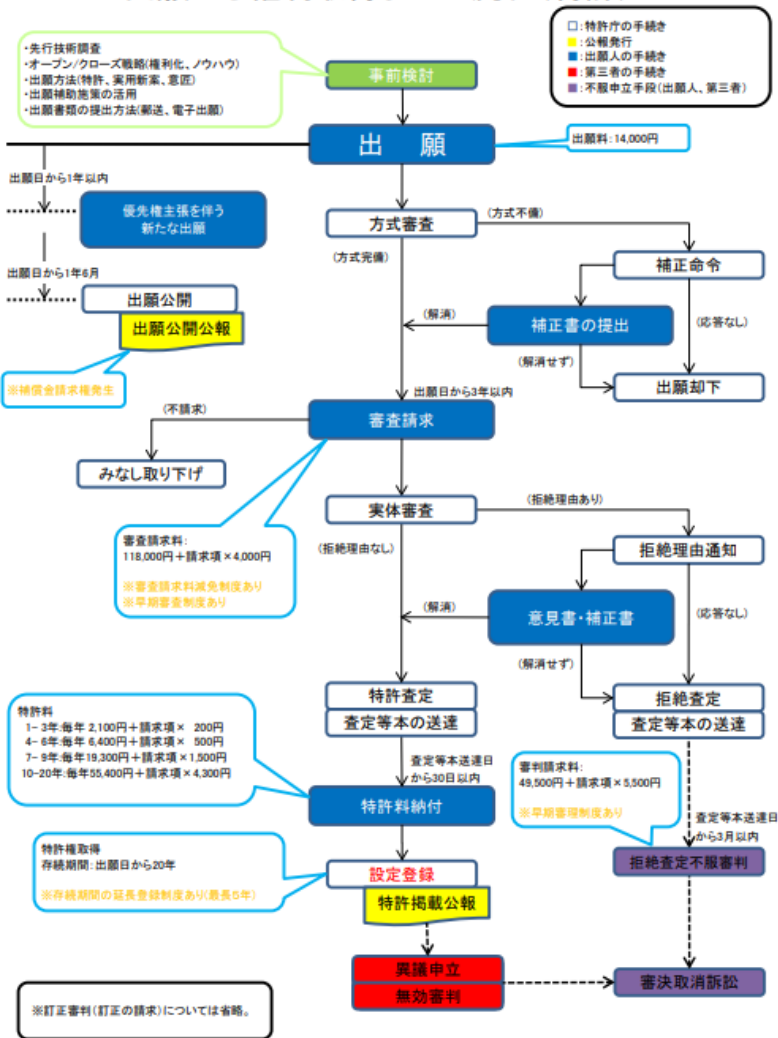 □:特許庁の手続き
■:公報発行
■:出願人の手続き
■:第三者の手続き
■:不服申立手段(出願人、第三者)
・先行技術調査
・オープン/クローズ戦略(権利化、ノウハウ)
・出願方法(特許、実用新案、意匠)
・出願補助施策の活用
・出願書類の提出方法(郵送、電子出願)
事前検討
出 願
出願料:14,000円
出願日から1年以内
優先権主張を伴う
新たな出願
方式審査
(方式不備)
(方式完備)
補正命令
出願日から1年6月
出願公開
出願公開公報
(解消)
補正書の提出
(応答なし)
(解消せず)
出願却下
※補償金請求権発生
出願日から3年以内
(不請求)
審査請求
みなし取り下げ
実体審査
(拒絶理由あり)
(拒絶理由なし)
拒絶理由通知
審査請求料:
118,000円+請求項×4,000円
※審査請求料減免制度あり
※早期審査制度あり
(解消)
意見書・補正書
(応答なし)
(解消せず)
特許査定
査定等本の送達
拒絶査定
査定等本の送達
特許料
1- 3年:毎年 2,100円+請求項× 200円
4- 6年:毎年 6,400円+請求項× 500円
7- 9年:毎年19,300円+請求項×1,500円
10-20年:毎年55,400円+請求項×4,300円
査定等本送達日
から30日以内
審判請求料:
49,500円+請求項×5,500円
※早期審理制度あり
特許料納付
査定等本送達日
から3月以内
特許権取得
存続期間:出願日から20年
※存続期間の延長登録制度あり(最長5年)
設定登録
特許掲載公報
拒絶査定不服審判
異議申立
無効審判
審決取消訴訟
※訂正審判(訂正の請求)については省略。